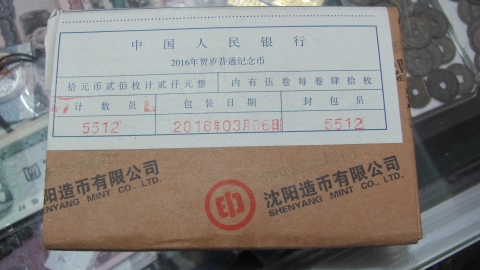 中国人民银行
2016年贺岁普通纪念币
拾元币贰佰枚计贰仟元整 内有伍卷每卷肆拾枚
计数员 包装日期 封包员
5512 2016年03月06日 5512
沈阳造币有限公司
SHENYANG MINT CO., LTD.
沈阳造币有限公司
SHENYANG MINT CO., LTD.